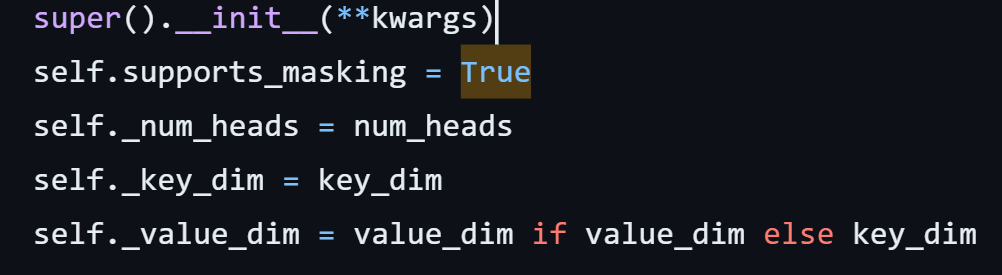 super().__init__(**kwargs)
self.supports_masking = True
self._num_heads = num_heads
self._key_dim = key_dim
self._value_dim = value_dim if value_dim else key_dim